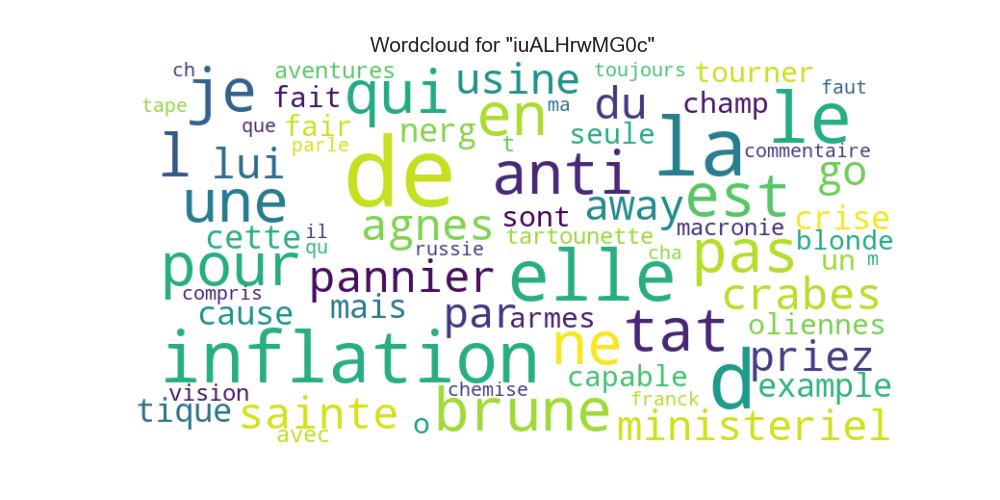 Wordcloud for "iuALHrwMG0c"
ch aventures usine toujours tourner faut
tape je fait qui en ma du champ le
que fair nerg seule
l lui parle de t anti la commentaire go
une agnes sont away est crise
cette il tartounette macronie blonde
pour qu russie elle cha pas un m
compris pannier crabes
cause mais par armes tat oliennes
inflation ne d priez
vision chemise capable example
tique sainte o brune franck ministeriel
avec